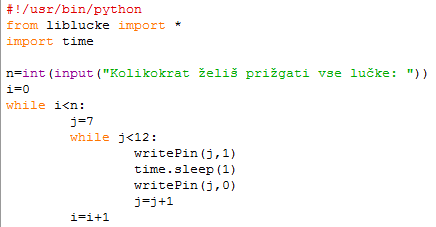 #!/usr/bin/python
from liblucke import *
import time

n=int(input("Kolikokrat želiš prižgati vse lučke: "))
i=0
while i<n:
        j=7
        while j<12:
                writePin(j,1)
                time.sleep(1)
                writePin(j,0)
                j=j+1
        i=i+1